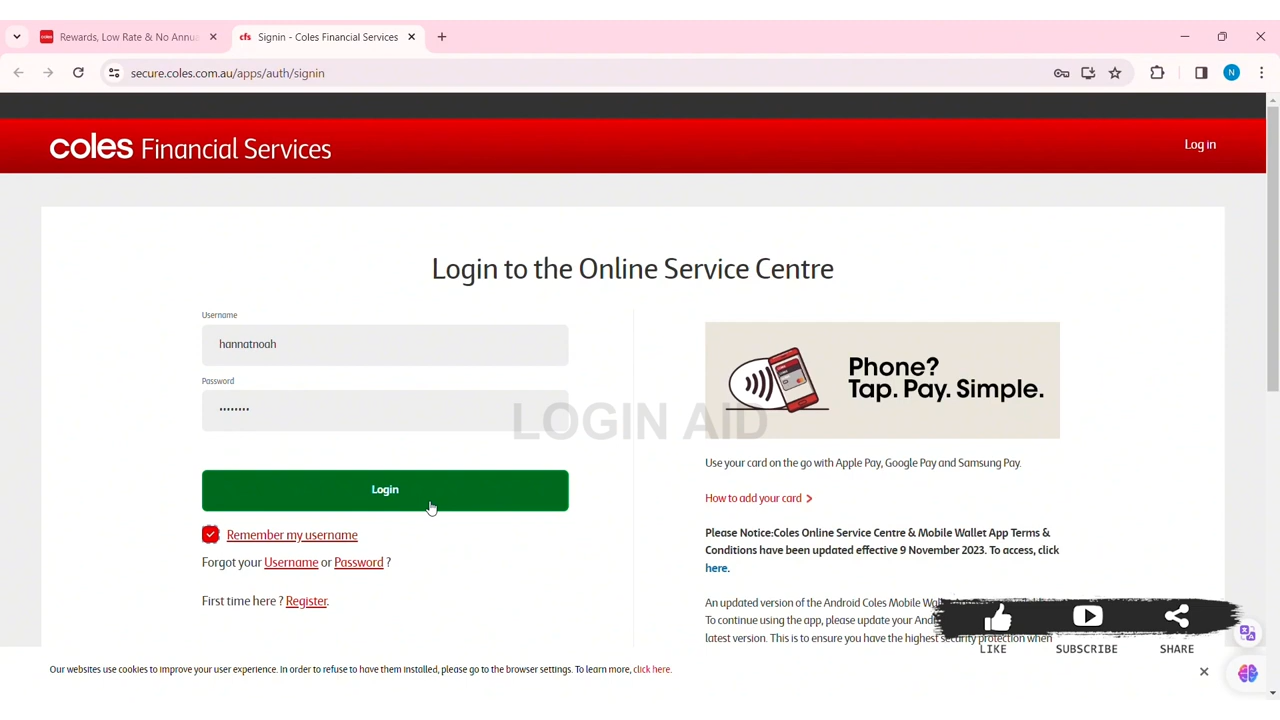 coles
Rewards, Low Rate & No Annu
cfs
Signin - Coles Financial Services
secure.coles.com.au/apps/auth/signin
N
coles Financial Services
Log in
Login to the Online Service Centre
Username
hannatnoah
Password
••••••••
Login
Remember my username
Forgot your Username or Password ?
First time here ? Register.
Phone?
Tap. Pay. Simple.
Use your card on the go with Apple Pay, Google Pay and Samsung Pay.
How to add your card >
Please Notice:Coles Online Service Centre & Mobile Wallet App Terms &
Conditions have been updated effective 9 November 2023. To access, click
here.
An updated version of the Android Coles Mobile
To continue using the app, please update your
latest version. This is to ensure you have the highest security protection when
LOGIN AID
LIKE
SUBSCRIBE
SHARE
Our websites use cookies to improve your user experience. In order to refuse to have them installed, please go to the browser settings. To learn more, click here.